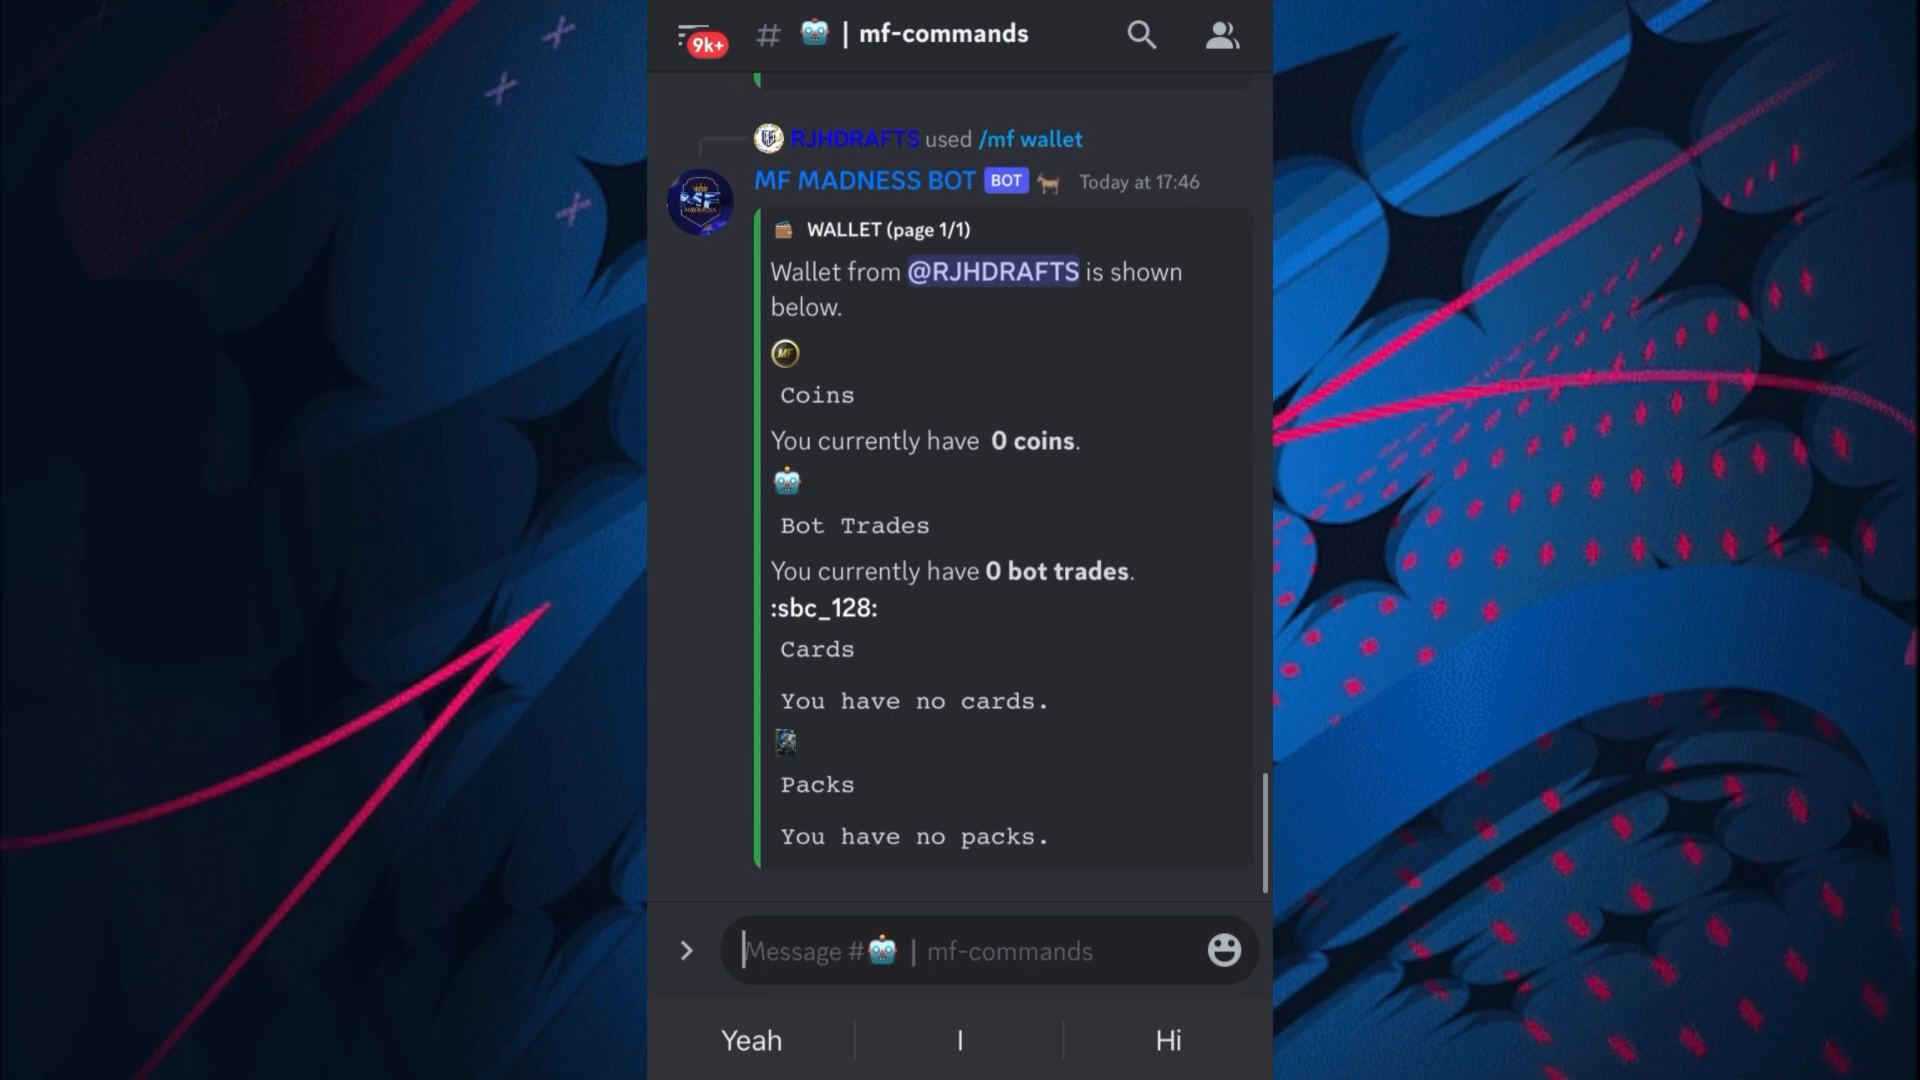 9k+
# 🤖 | mf-commands
RJHDRAFTS used /mf wallet
MF MADNESS BOT BOT 🐐 Today at 17:46
WALLET (page 1/1)
Wallet from @RJHDRAFTS is shown
below.
MF
Coins
You currently have 0 coins.
Bot Trades
You currently have 0 bot trades.
:sbc_128:
Cards
You have no cards.
Packs
You have no packs.
Message #🤖 | mf-commands
Yeah
I
Hi